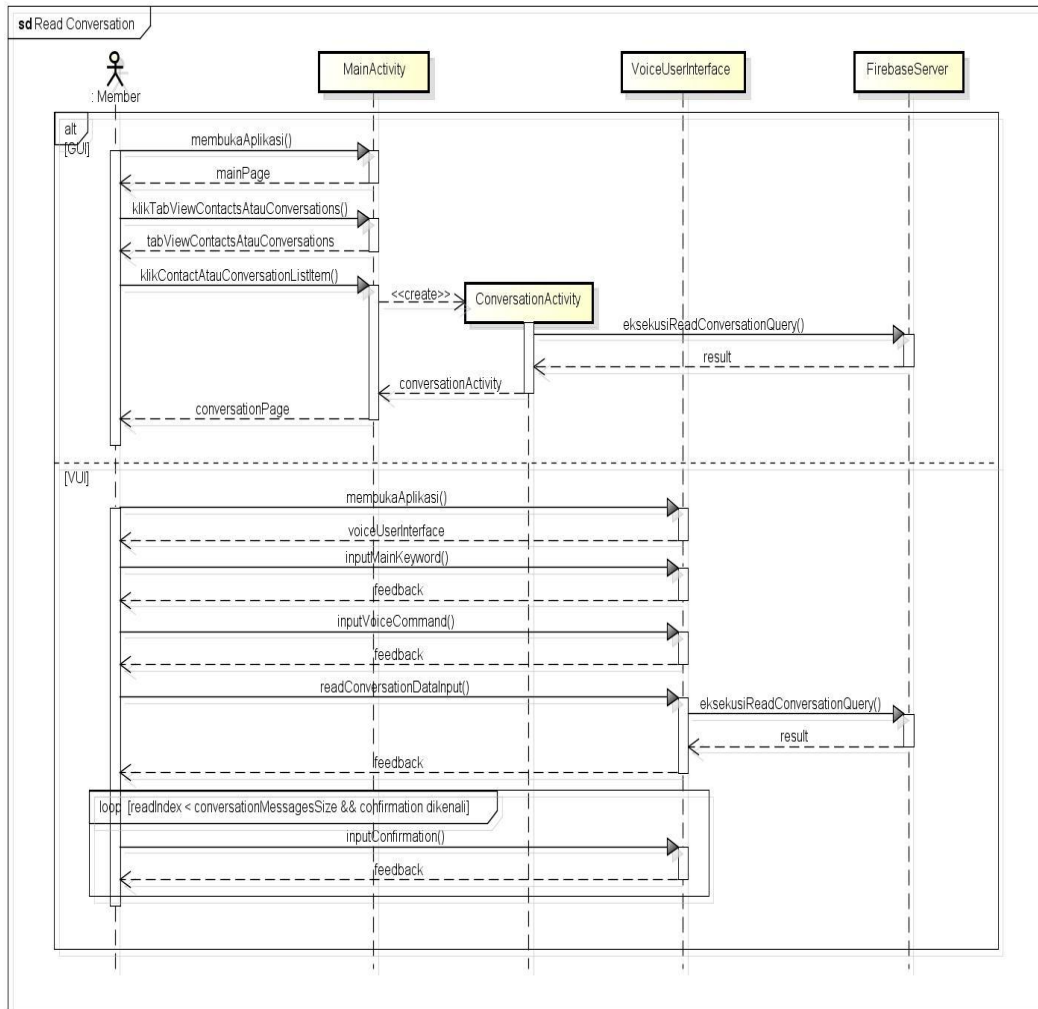 sd Read Conversation
: Member
MainActivity
VoiceUserInterface
FirebaseServer
alt
[GUI]
membukaAplikasi()
mainPage
klikTabViewContactsAtauConversations()
tabViewContactsAtauConversations
klikContactAtauConversationListItem()
<<create>>
ConversationActivity
eksekusiReadConversationQuery()
result
conversationActivity
conversationPage
[VUI]
membukaAplikasi()
voiceUserInterface
inputMainKeyword()
feedback
inputVoiceCommand()
feedback
readConversationDataInput()
eksekusiReadConversationQuery()
result
feedback
loop [readIndex < conversationMessagesSize && confirmation dikenali]
inputConfirmation()
feedback